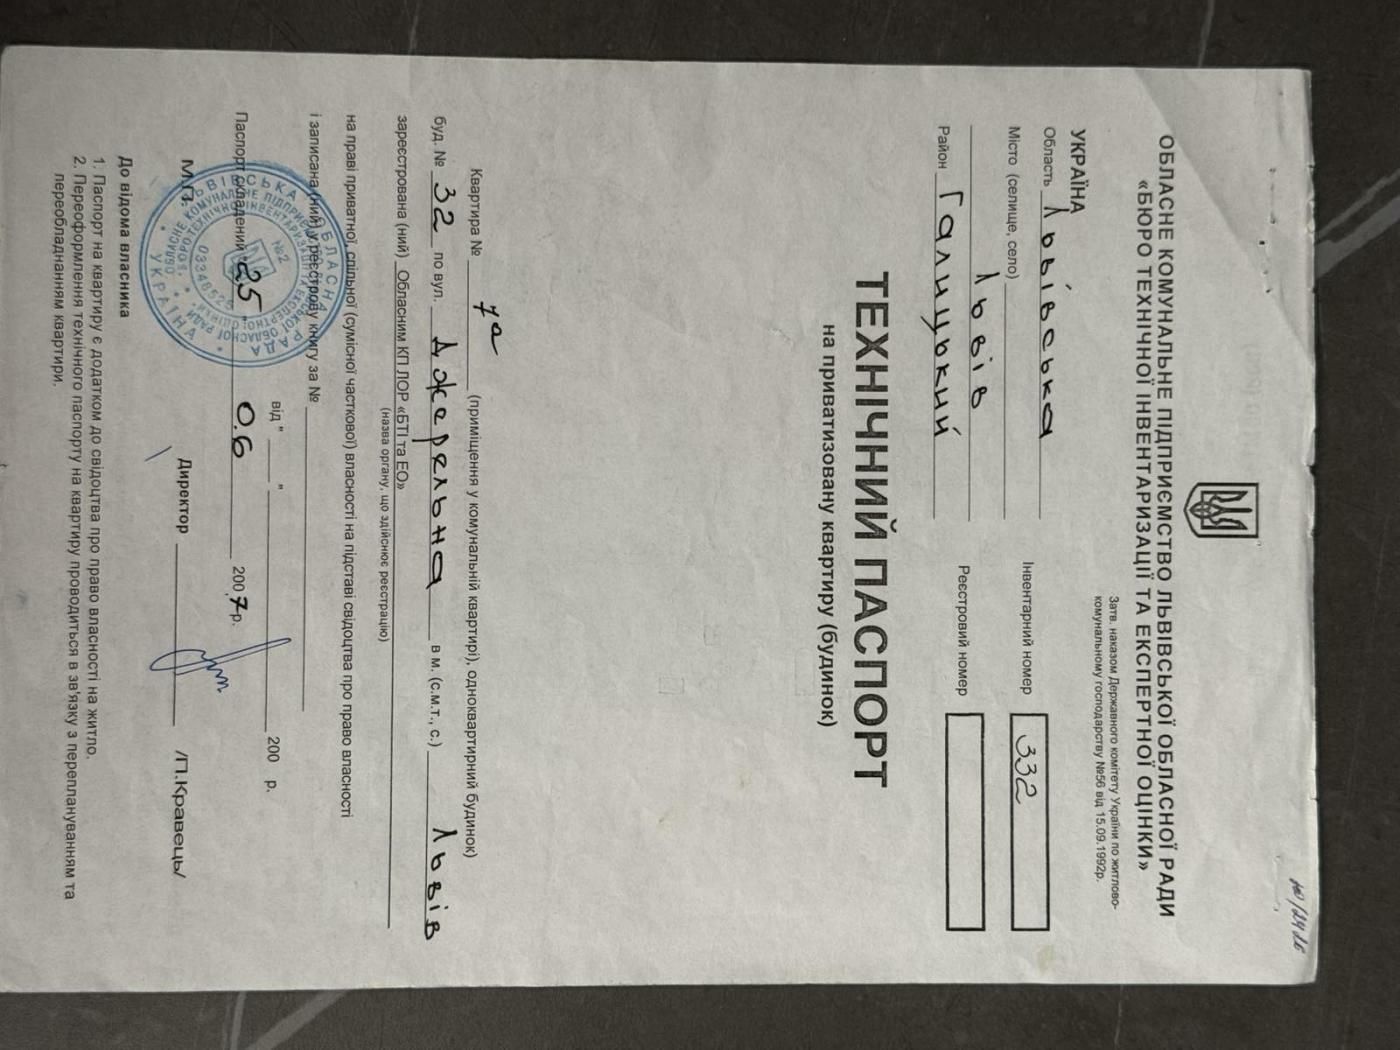 ОБЛАСНЕ КОМУНАЛЬНЕ ПІДПРИЄМСТВО ЛЬВІВСЬКОЇ ОБЛАСНОЇ РАДИ
«БЮРО ТЕХНІЧНОЇ ІНВЕНТАРИЗАЦІЇ ТА ЕКСПЕРТНОЇ ОЦІНКИ»
Затв. наказом Державного комітету України по житлово-
комунальному господарству №56 від 15.09.1992р.
УКРАЇНА
Область Львівська
Інвентарний номер 332
Місто (селище, село) Львів
Реєстровий номер
Район Галицький
ТЕХНІЧНИЙ ПАСПОРТ
на приватизовану квартиру (будинок)
Квартира № 7а (приміщення у комунальній квартирі), одноквартирний будинок)
буд. № 32 по вул. Джерельна в м. (с.м.т., с.) Львів
зареєстрована (ний) Обласним КП ЛОР «БТІ та ЕО»
(назва органу, що здійснює реєстрацію)
на праві приватної, спільної (сумісної часткової) власності на підставі свідоцтва про право власності
від " " 200 р.
і записана (ний) у реєстрову книгу за №
Паспорт складений "25" 06 2007р.
М.П. Директор /П.Кравець/
До відома власника
1. Паспорт на квартиру є додатком до свідоцтва про право власності на житло.
2. Переоформлення технічного паспорту на квартиру проводиться в зв'язку з переплануванням та
переобладнанням квартири.